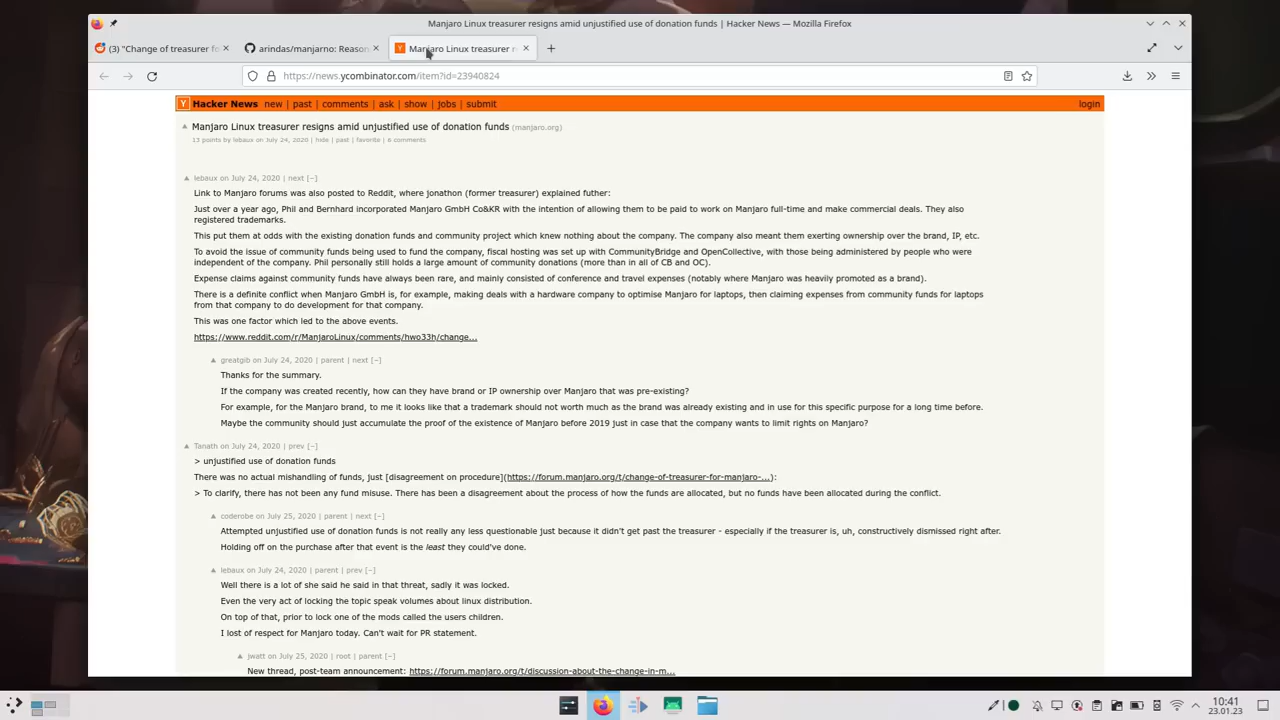 Manjaro Linux treasurer resigns amid unjustified use of donation funds | Hacker News — Mozilla Firefox
(3) "Change of treasurer fo
arindas/manjarno: Reason
Manjaro Linux treasurer r
https://news.ycombinator.com/item?id=23940824
Y Hacker News new | past | comments | ask | show | jobs | submit login
Manjaro Linux treasurer resigns amid unjustified use of donation funds (manjaro.org)
13 points by lebaux on July 24, 2020 | hide | past | favorite | 6 comments
lebaux on July 24, 2020 | next [–]
Link to Manjaro forums was also posted to Reddit, where jonathon (former treasurer) explained futher:
Just over a year ago, Phil and Bernhard incorporated Manjaro GmbH Co&KR with the intention of allowing them to be paid to work on Manjaro full-time and make commercial deals. They also
registered trademarks.
This put them at odds with the existing donation funds and community project which knew nothing about the company. The company also meant them exerting ownership over the brand, IP, etc.
To avoid the issue of community funds being used to fund the company, fiscal hosting was set up with CommunityBridge and OpenCollective, with those being administered by people who were
independent of the company. Phil personally still holds a large amount of community donations (more than in all of CB and OC).
Expense claims against community funds have always been rare, and mainly consisted of conference and travel expenses (notably where Manjaro was heavily promoted as a brand).
There is a definite conflict when Manjaro GmbH is, for example, making deals with a hardware company to optimise Manjaro for laptops, then claiming expenses from community funds for laptops
from that company to do development for that company.
This was one factor which led to the above events.
https://www.reddit.com/r/ManjaroLinux/comments/hwo33h/change...
greatgib on July 24, 2020 | parent | next [–]
Thanks for the summary.
If the company was created recently, how can they have brand or IP ownership over Manjaro that was pre-existing?
For example, for the Manjaro brand, to me it looks like that a trademark should not worth much as the brand was already existing and in use for this specific purpose for a long time before.
Maybe the community should just accumulate the proof of the existence of Manjaro before 2019 just in case that the company wants to limit rights on Manjaro?
Tanath on July 24, 2020 | prev [–]
> unjustified use of donation funds
There was no actual mishandling of funds, just [disagreement on procedure](https://forum.manjaro.org/t/change-of-treasurer-for-manjaro-...):
> To clarify, there has not been any fund misuse. There has been a disagreement about the process of how the funds are allocated, but no funds have been allocated during the conflict.
coderobe on July 25, 2020 | parent | next [–]
Attempted unjustified use of donation funds is not really any less questionable just because it didn't get past the treasurer - especially if the treasurer is, uh, constructively dismissed right after.
Holding off on the purchase after that event is the least they could've done.
lebaux on July 24, 2020 | parent | prev [–]
Well there is a lot of she said he said in that threat, sadly it was locked.
Even the very act of locking the topic speak volumes about linux distribution.
On top of that, prior to lock one of the mods called the users children.
I lost of respect for Manjaro today. Can't wait for PR statement.
jwatt on July 25, 2020 | root | parent [–]
New thread, post-team announcement: https://forum.manjaro.org/t/discussion-about-the-change-in-m...
10:41
23.01.23